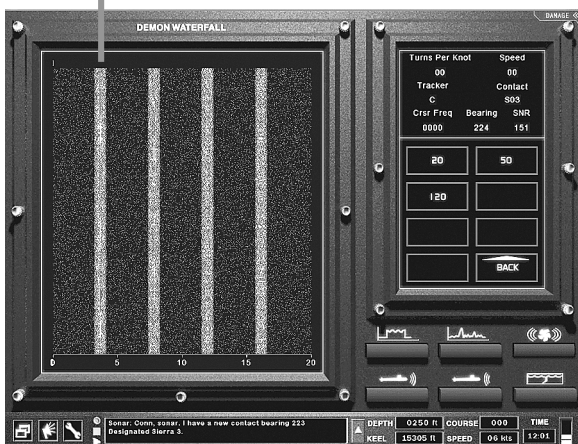 DAMAGE
DEMON WATERFALL
0 5 10 15 20
Turns Per Knot Speed
00 00
Tracker Contact
C S03
Crsr Freq Bearing SNR
0000 224 151
20 50
120
BACK
Sonar: Conn, sonar, I have a new contact bearing 223
Designated Sierra 3.
DEPTH 0250 ft COURSE 000 TIME
KEEL 15305 ft SPEED 06 kts 12:01